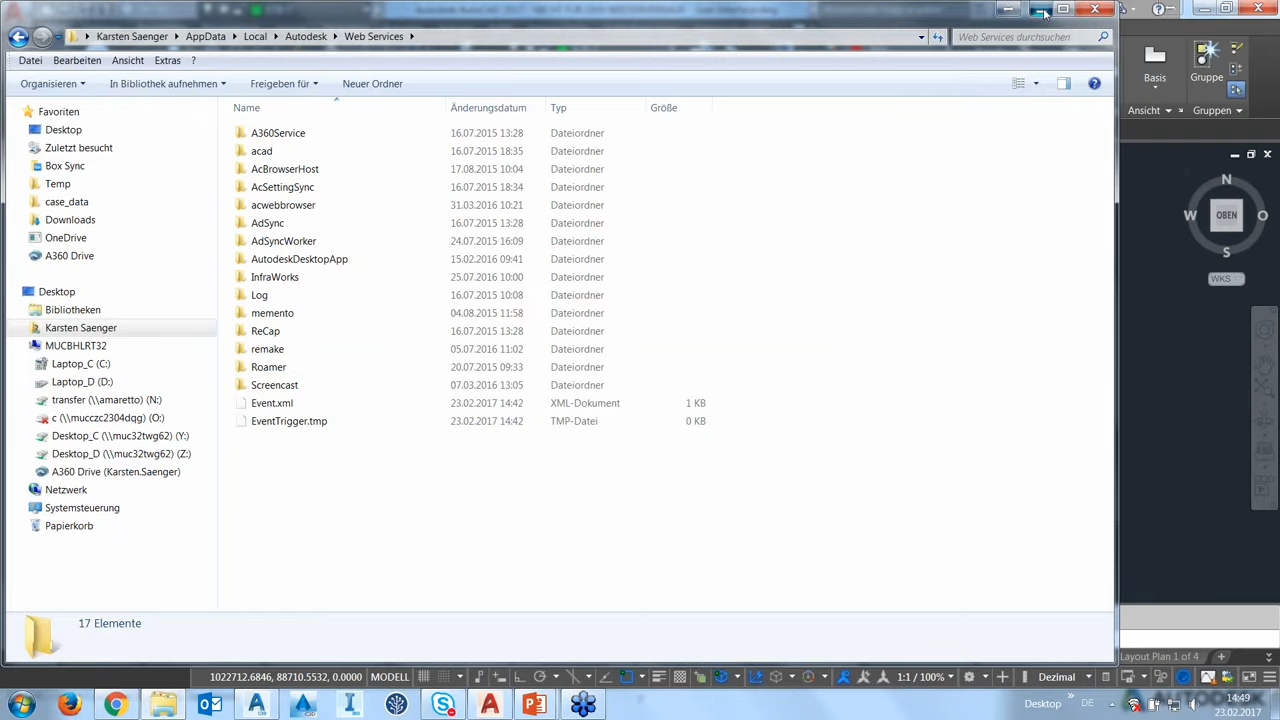 Karsten Saenger ▸ AppData ▸ Local ▸ Autodesk ▸ Web Services ▸
Web Services durchsuchen
Datei Bearbeiten Ansicht Extras ?
Organisieren In Bibliothek aufnehmen Freigeben für Neuer Ordner
Basis
Gruppe
Ansicht Gruppen
Name Änderungsdatum Typ Größe
Favoriten
Desktop
Zuletzt besucht
Box Sync
Temp
case_data
Downloads
OneDrive
A360 Drive
Desktop
Bibliotheken
Karsten Saenger
MUCBHLRT32
Laptop_C (C:)
Laptop_D (D:)
transfer (\\amaretto) (N:)
c (\\mucczc2304dqg) (O:)
Desktop_C (\\muc32twg62) (Y:)
Desktop_D (\\muc32twg62) (Z:)
A360 Drive (Karsten.Saenger)
Netzwerk
Systemsteuerung
Papierkorb
A360Service 16.07.2015 13:28 Dateiordner
acad 16.07.2015 18:35 Dateiordner
AcBrowserHost 17.08.2015 10:04 Dateiordner
AcSettingSync 16.07.2015 18:34 Dateiordner
acwebbrowser 31.03.2016 10:21 Dateiordner
AdSync 16.07.2015 13:28 Dateiordner
AdSyncWorker 24.07.2015 16:09 Dateiordner
AutodeskDesktopApp 15.02.2016 09:41 Dateiordner
InfraWorks 25.07.2016 10:00 Dateiordner
Log 16.07.2015 10:08 Dateiordner
memento 04.08.2016 11:58 Dateiordner
ReCap 16.07.2015 13:28 Dateiordner
remake 05.07.2016 11:02 Dateiordner
Roamer 20.07.2015 09:33 Dateiordner
Screencast 07.03.2016 13:05 Dateiordner
Event.xml 23.02.2017 14:42 XML-Dokument 1 KB
EventTrigger.tmp 23.02.2017 14:42 TMP-Datei 0 KB
N
W OBEN O
S
WKS
17 Elemente
Layout Plan 1 of 4 +
1022712.6846, 88710.5532, 0.0000 MODELL 1:1 / 100% Dezimal
Desktop » DE 14:49
23.02.2017